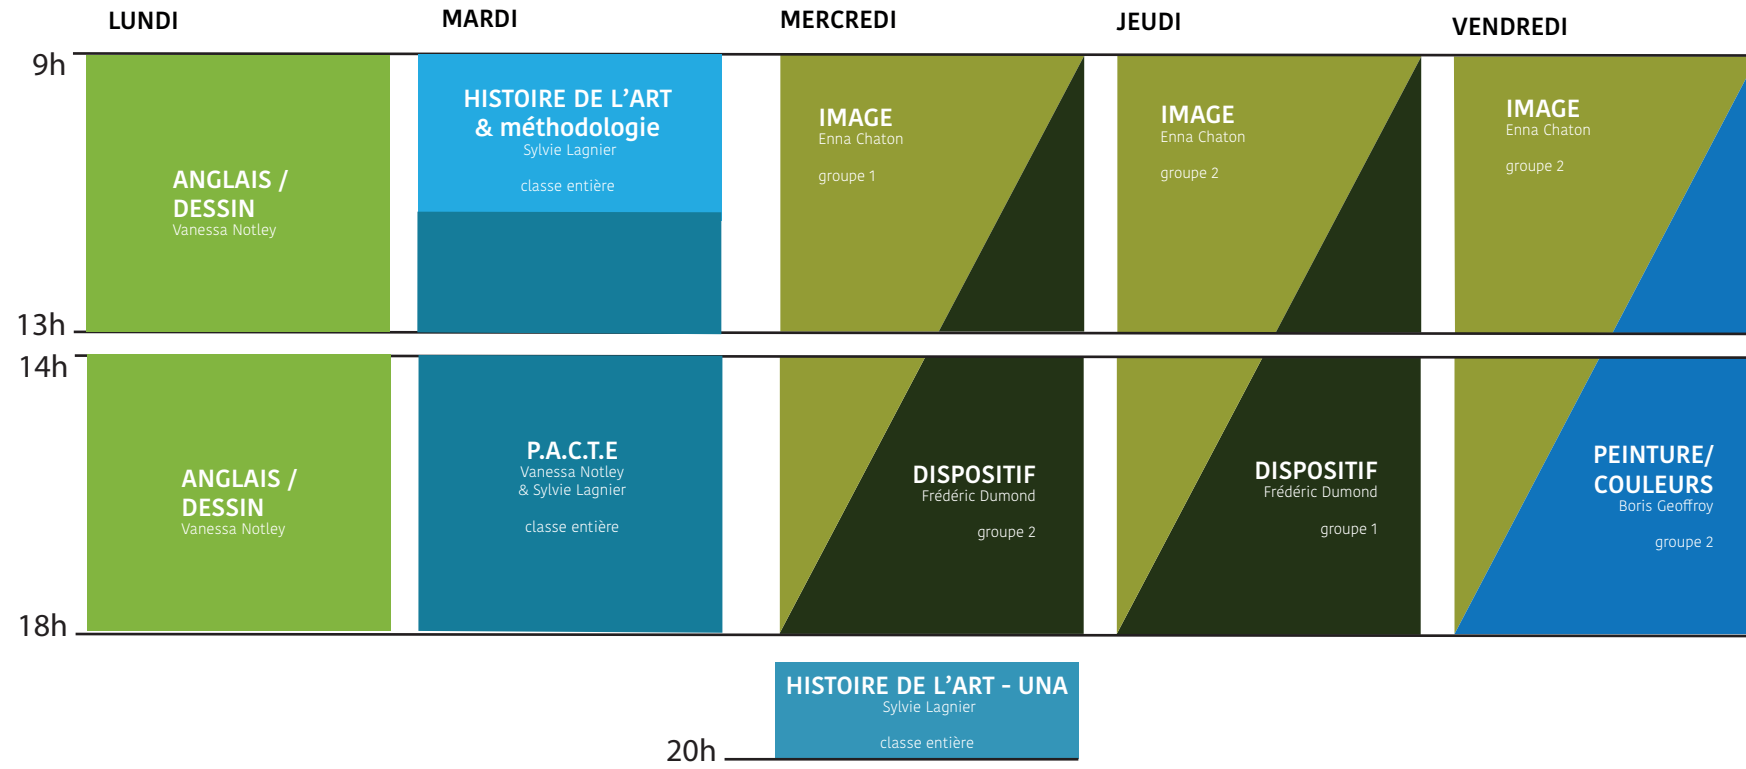 LUNDI
MARDI
MERCREDI
JEUDI
VENDREDI
9h
ANGLAIS /
DESSIN
Vanessa Notley
HISTOIRE DE L’ART
& méthodologie
Sylvie Lagnier
classe entière
IMAGE
Enna Chaton
groupe 1
IMAGE
Enna Chaton
groupe 2
IMAGE
Enna Chaton
groupe 2
13h
14h
ANGLAIS /
DESSIN
Vanessa Notley
P.A.C.T.E
Vanessa Notley
& Sylvie Lagnier
classe entière
DISPOSITIF
Frédéric Dumond
groupe 2
DISPOSITIF
Frédéric Dumond
groupe 1
PEINTURE/
COULEURS
Boris Geoffroy
groupe 2
18h
HISTOIRE DE L’ART - UNA
Sylvie Lagnier
classe entière
20h